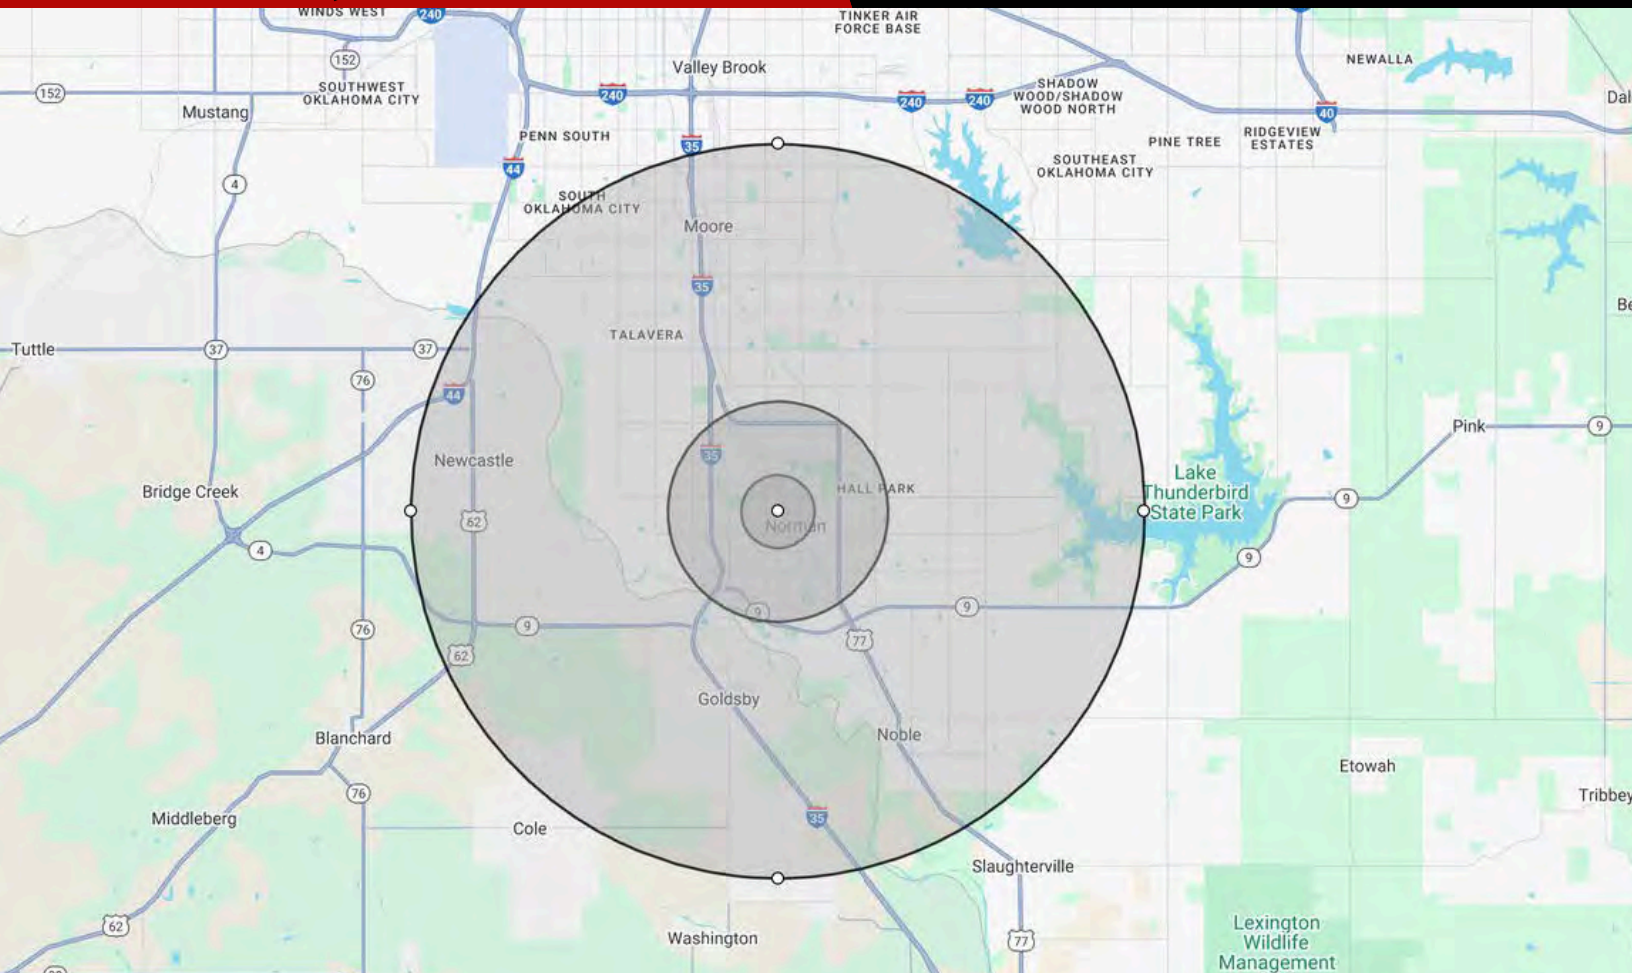 WINDS WEST
240
TINKER AIR
FORCE BASE
152
NEWALLA
Valley Brook
152
SOUTHWEST
OKLAHOMA CITY
240
240
240
SHADOW
WOOD/SHADOW
WOOD NORTH
Dal
Mustang
40
PENN SOUTH
35
PINE TREE
RIDGEVIEW
ESTATES
44
SOUTHEAST
OKLAHOMA CITY
4
SOUTH
OKLAHOMA CITY
Moore
35
Be
TALAVERA
Tuttle
37
37
76
44
Pink
9
35
Newcastle
Lake
Thunderbird
State Park
Bridge Creek
HALL PARK
9
62
Norman
4
9
9
9
9
76
77
62
Goldsby
Noble
Blanchard
Etowah
76
Tribbey
Middleberg
35
Cole
Slaughterville
62
Washington
77
Lexington
Wildlife
Management